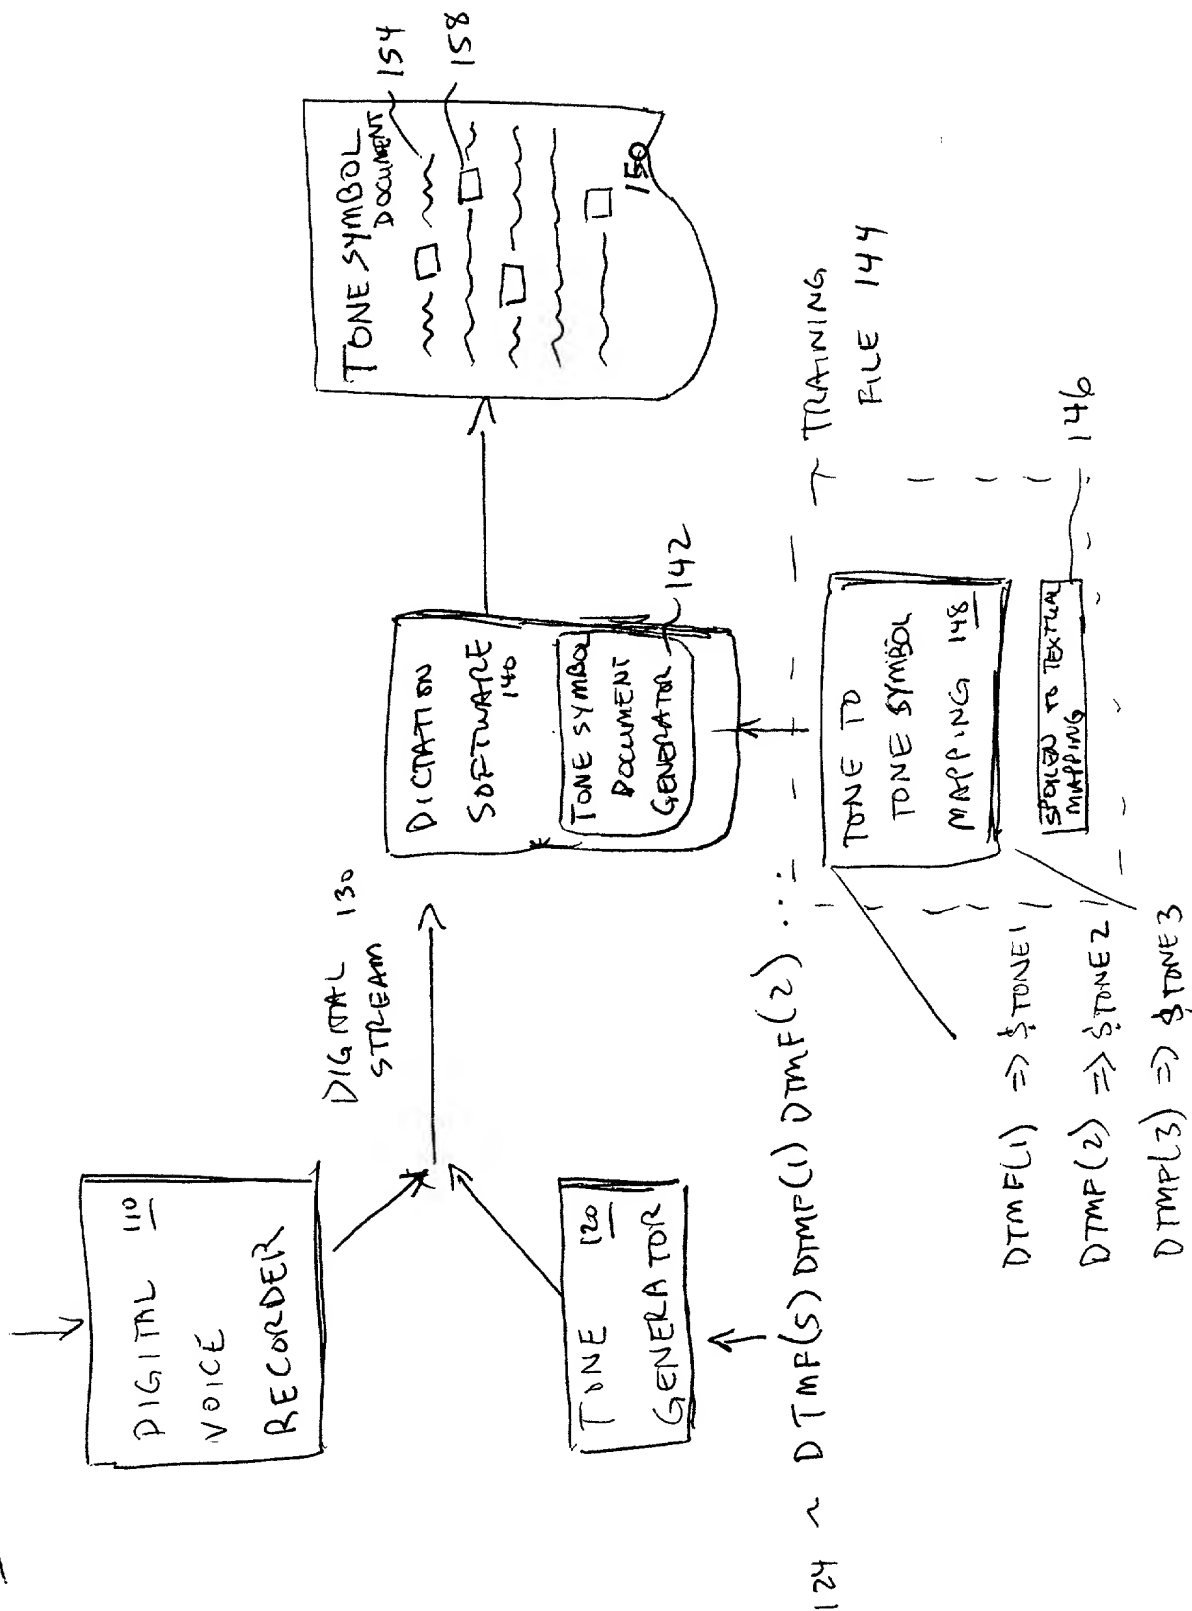 DIGITAL 110
VOICE
RECORDER
TONE 120
GENERATOR
124 ~ DTMF(5) DTMF(1) DTMF(2) ...
DIGITAL 130
STREAM
DICTATION
SOFTWARE
140
TONE SYMBOL
DOCUMENT
GENERATOR
142
TONE SYMBOL
DOCUMENT
154
158
150
TRAINING
FILE 144
TONE TO
TONE SYMBOL
MAPPING 148
SPOKEN TO TEXTUAL
MAPPING
146
DTMF(1) => $TONE1
DTMF(2) => $TONE2
DTMF(3) => $TONE3